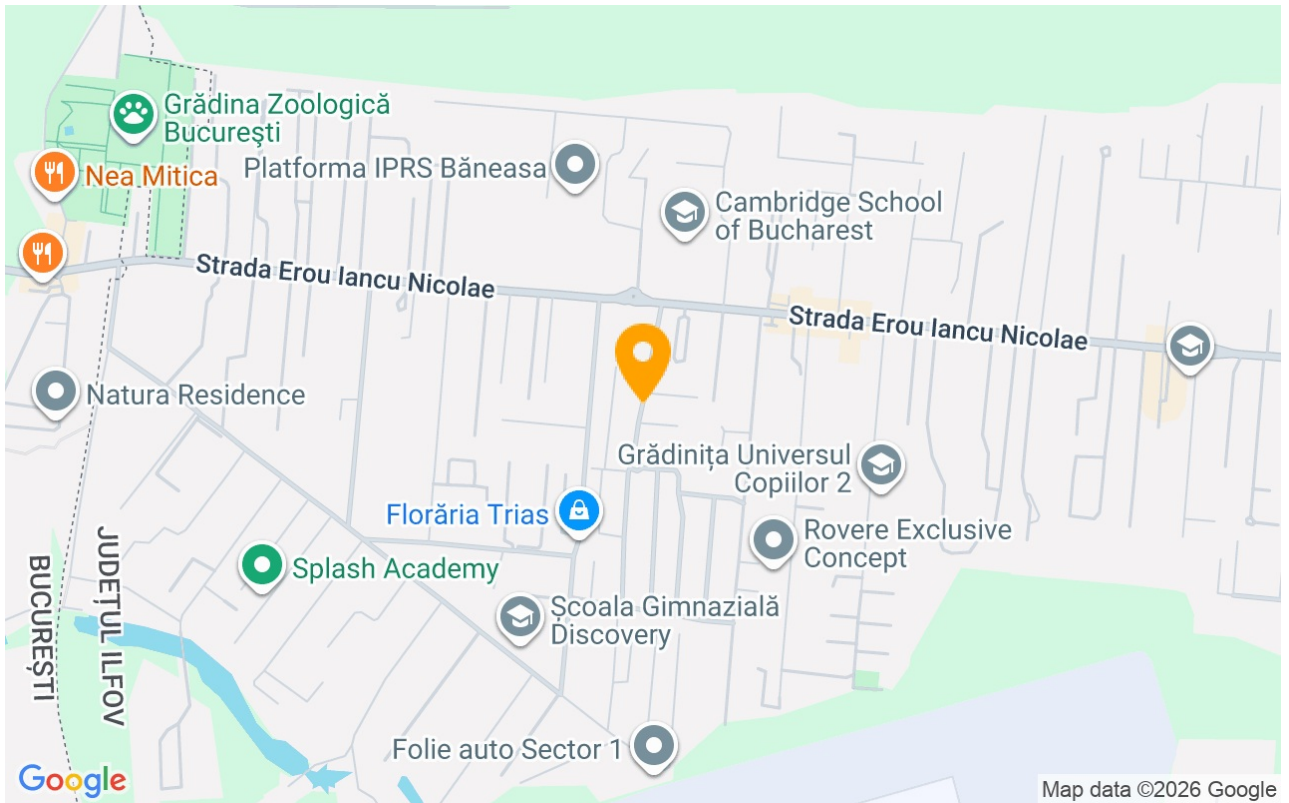 Grădina Zoologică
Bucureşti
Nea Mitica
Platforma IPRS Băneasa
Cambridge School
of Bucharest
Strada Erou Iancu Nicolae
Strada Erou Iancu Nicolae
Natura Residence
Grădinița Universul
Copiilor 2
Florăria Trias
Rovere Exclusive
Concept
Splash Academy
JUDEȚUL ILFOV
BUCUREȘTI
Școala Gimnazială
Discovery
Folie auto Sector 1
Google
Map data ©2026 Google